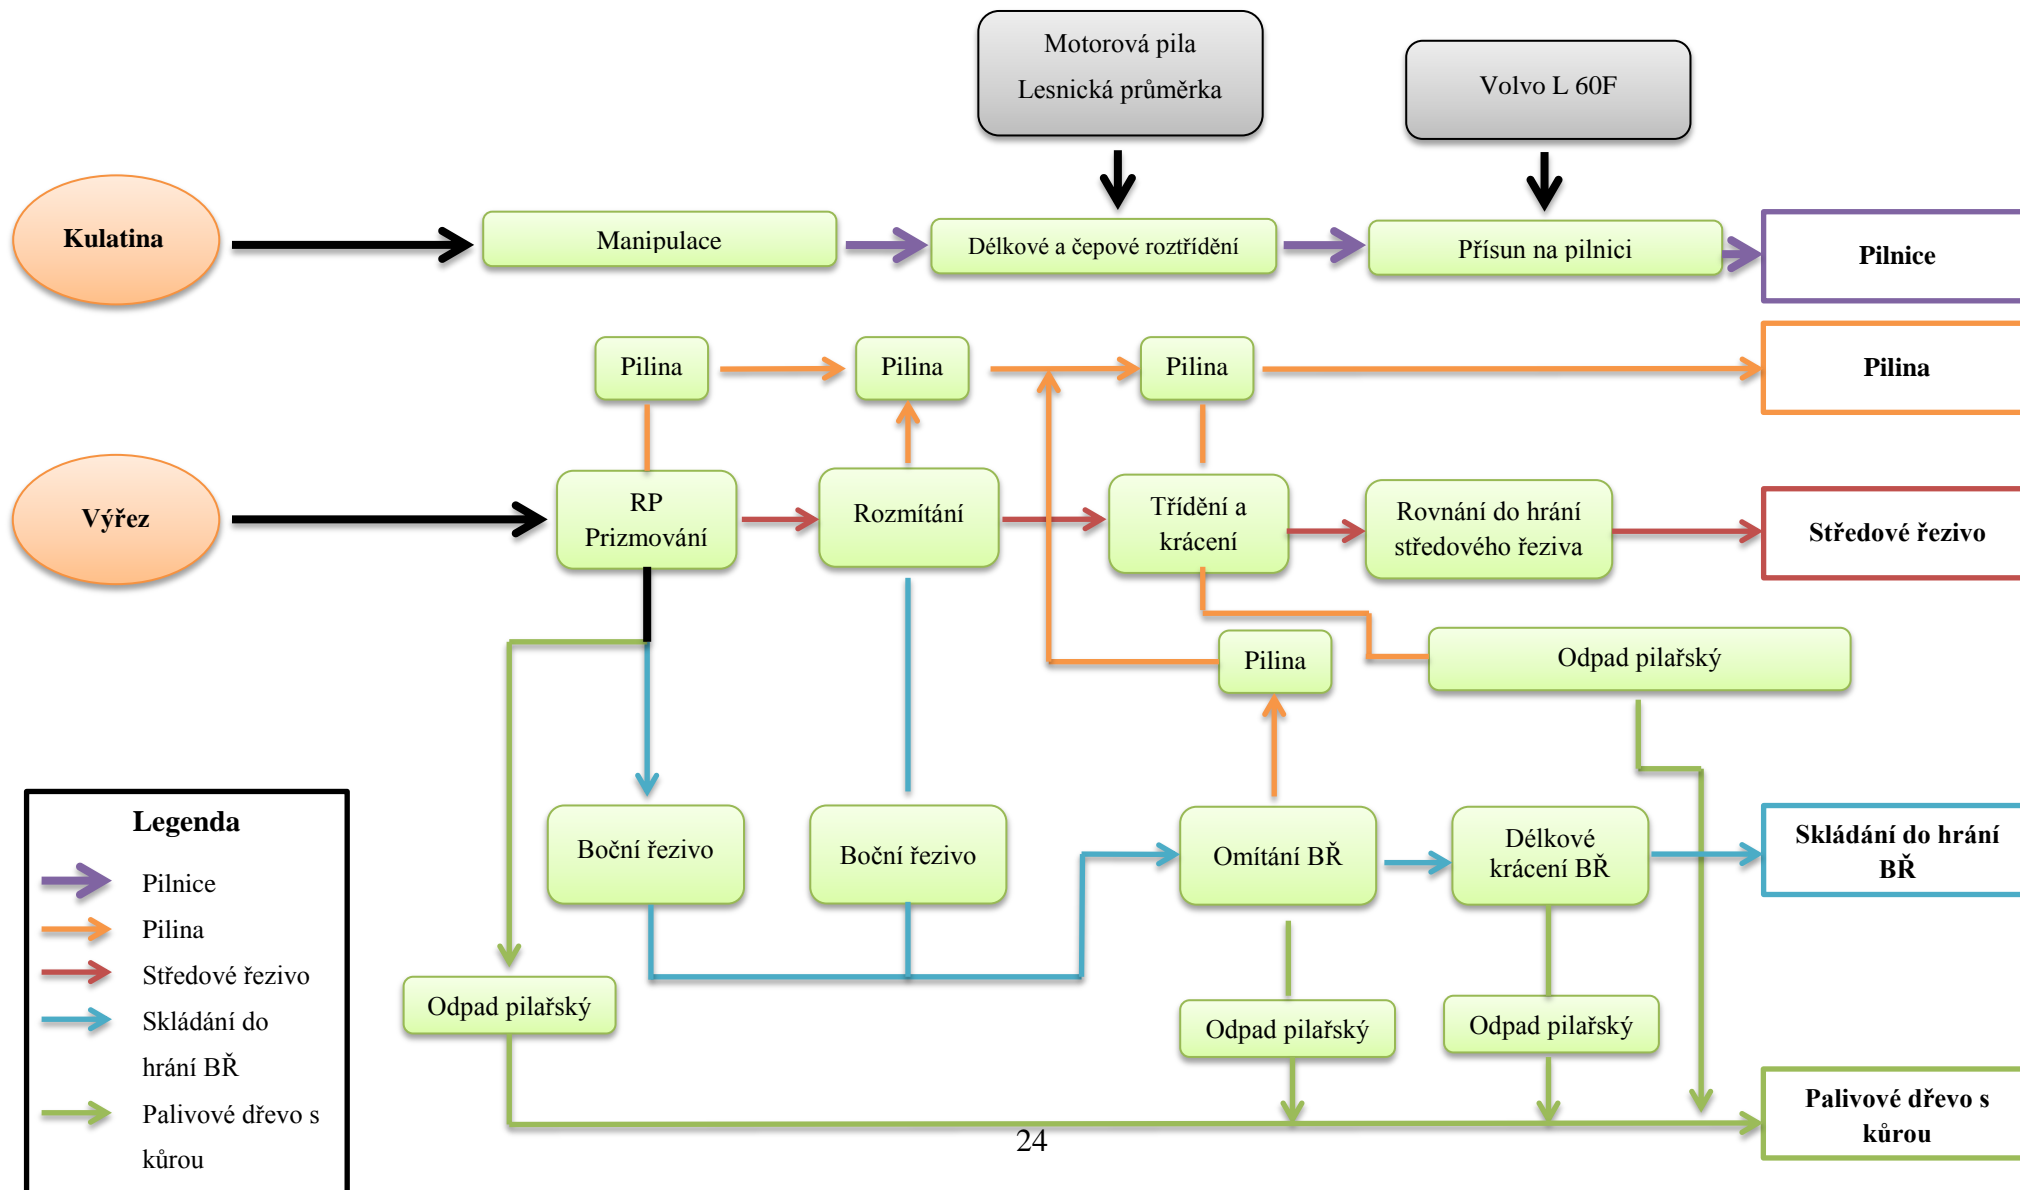 Motorová pila
Lesnická průměrka
Volvo L 60F
Kulatina
Manipulace
Délkové a čepové roztřídění
Přísun na pilnici
Pilnice
Pilina
Pilina
Pilina
Pilina
Výřez
RP
Prizmování
Rozmítání
Třídění a
krácení
Rovnání do hrání
středového řeziva
Středové řezivo
Pilina
Odpad pilařský
Boční řezivo
Boční řezivo
Omítání BŘ
Délkové
krácení BŘ
Skládání do hrání
BŘ
Odpad pilařský
Odpad pilařský
Odpad pilařský
Palivové dřevo s
kůrou
Legenda
Pilnice
Pilina
Středové řezivo
Skládání do
hrání BŘ
Palivové dřevo s
kůrou
24